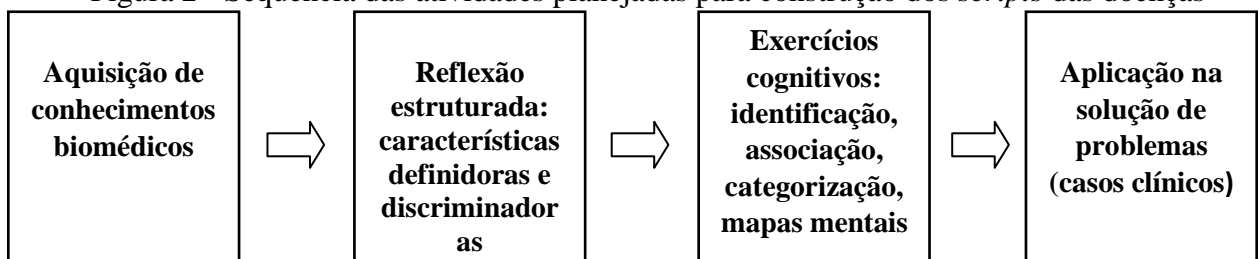 Figura 2 - Sequência das atividades planejadas para construção dos scripts das doenças
Aquisição de
conhecimentos
biomédicos
Reflexão
estruturada:
características
definidoras e
discriminador
as
Exercícios
cognitivos:
identificação,
associação,
categorização,
mapas mentais
Aplicação na
solução de
problemas
(casos clínicos)